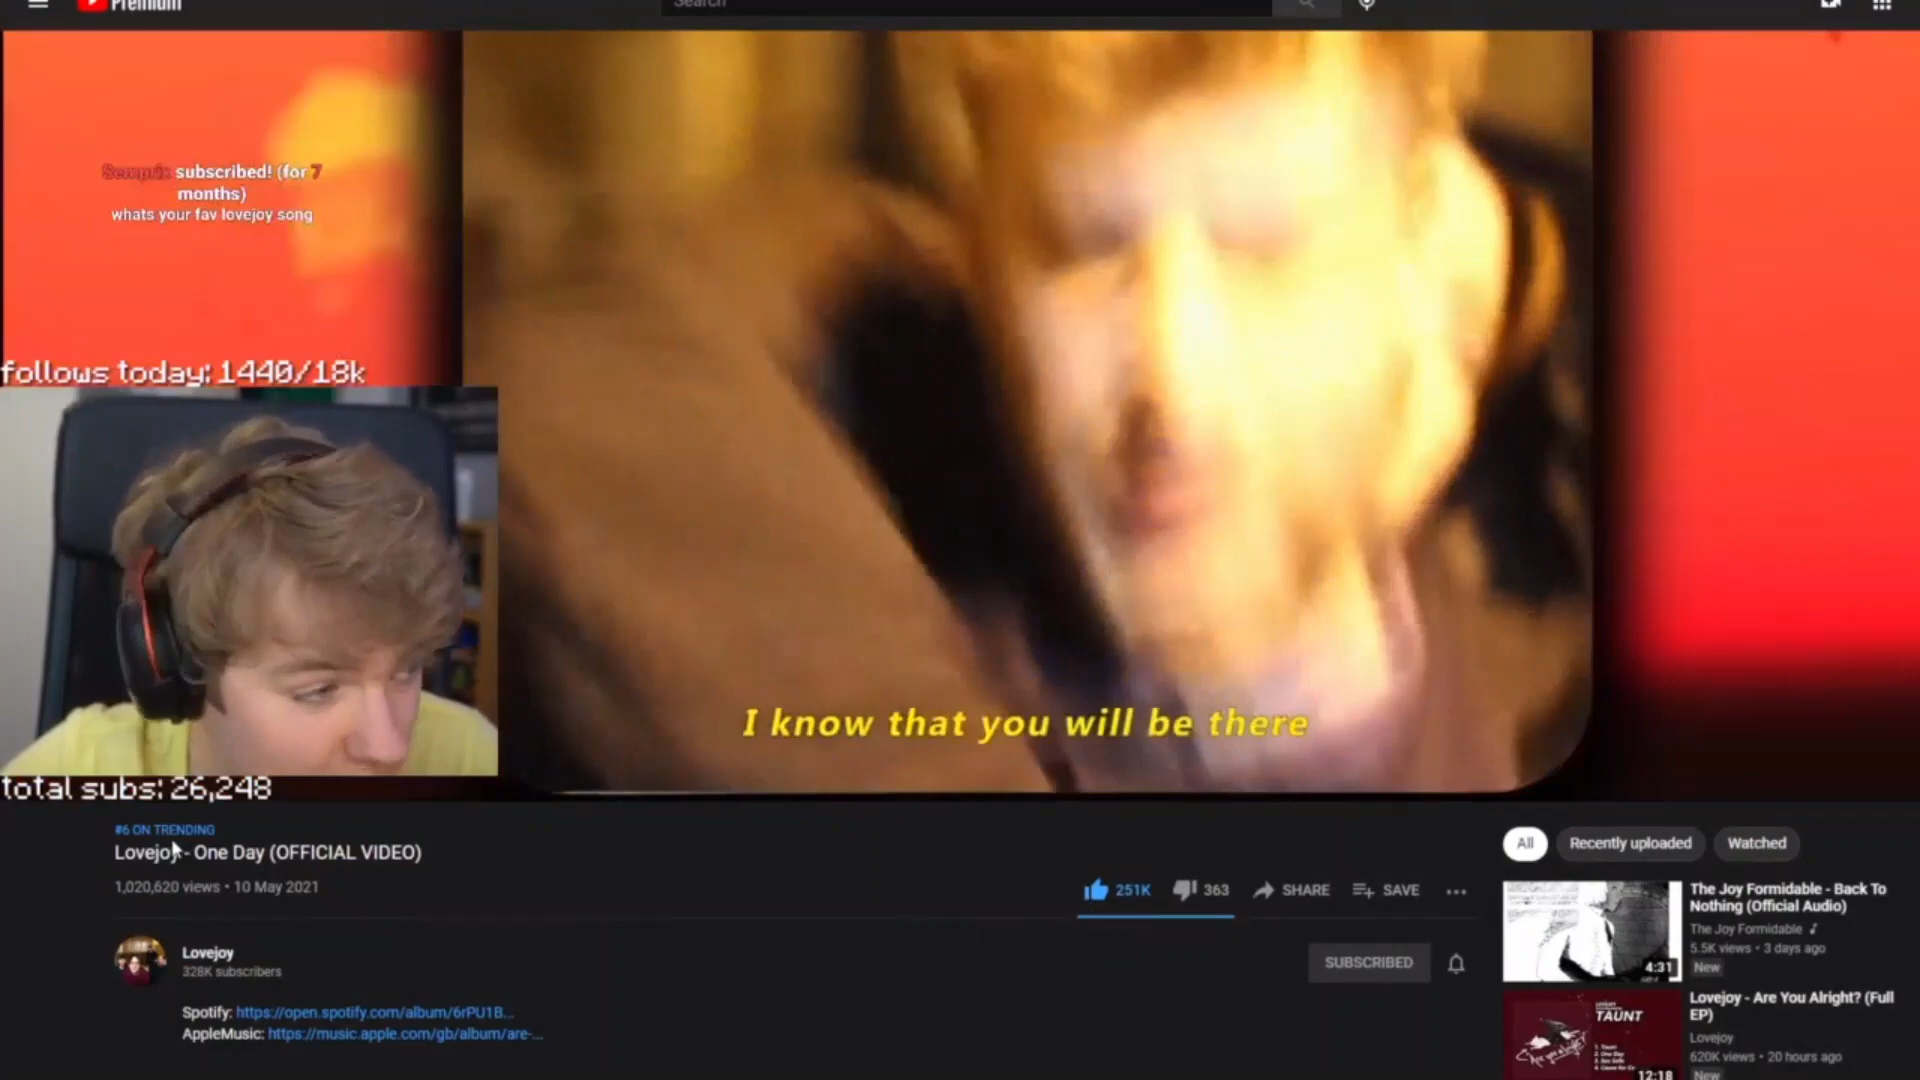 Premium
Search
subscribed! (for 7
months)
whats your fav lovejoy song
follows today: 1440/18k
I know that you will be there
total subs: 26,248
#6 ON TRENDING
Lovejoy - One Day (OFFICIAL VIDEO)
1,020,620 views • 10 May 2021
251K
363
SHARE
SAVE
Lovejoy
328K subscribers
SUBSCRIBED
Spotify: https://open.spotify.com/album/6rPU1B...
AppleMusic: https://music.apple.com/gb/album/are-...
All
Recently uploaded
Watched
The Joy Formidable - Back To
Nothing (Official Audio)
The Joy Formidable
5.5K views • 3 days ago
New
4:31
Lovejoy - Are You Alright? (Full
EP)
Lovejoy
620K views • 20 hours ago
New
TAUNT
12:18